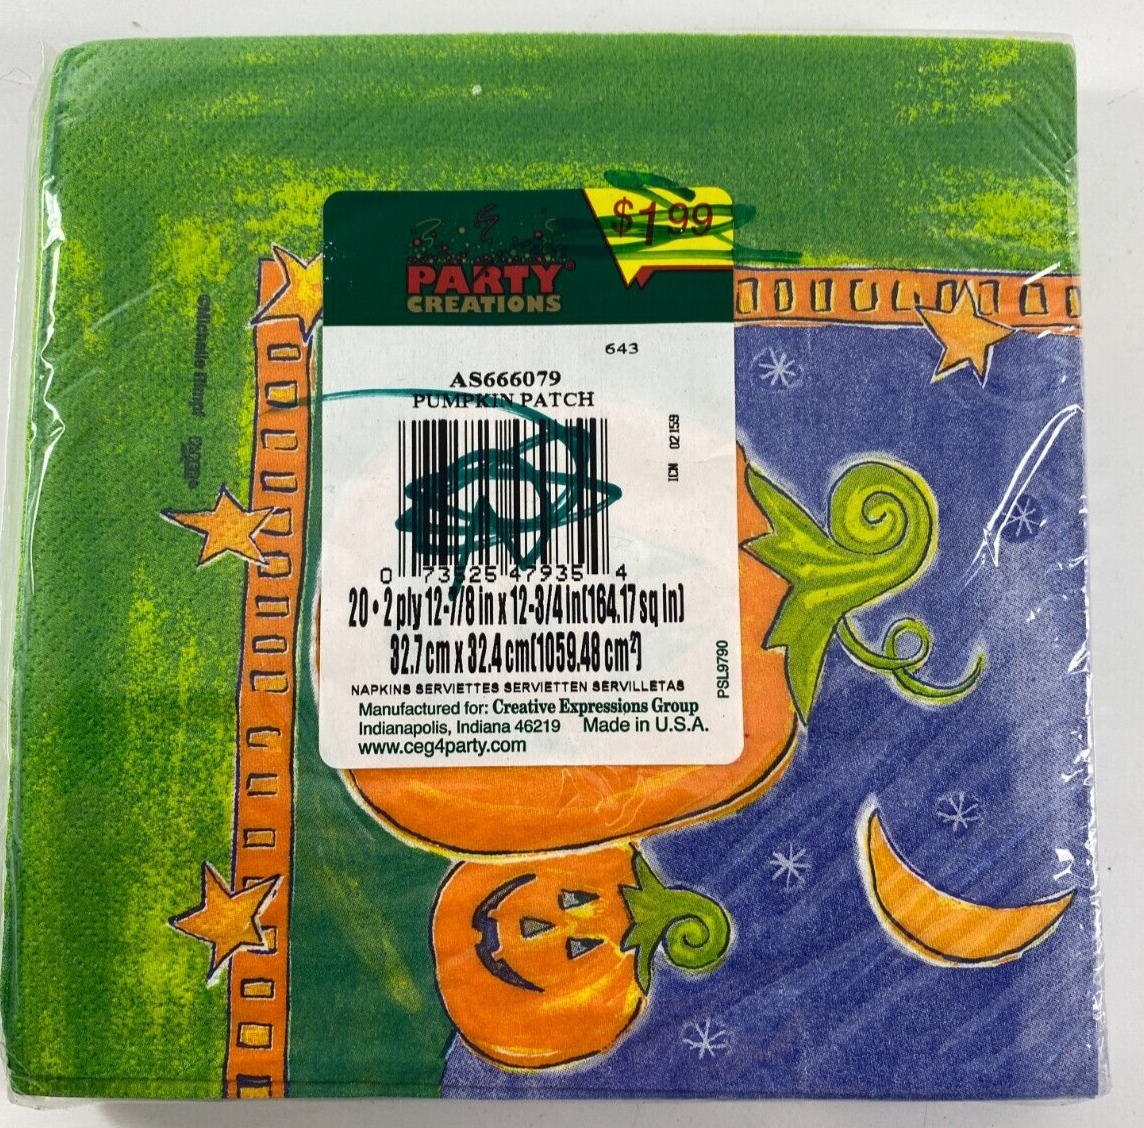 $1.99
PARTY
CREATIONS
643
AS666079
PUMPKIN PATCH
ICN 02159
0 73525 47935 4
20 • 2 ply 12-7/8 in x 12-3/4 in(164.17 sq in)
32.7 cm x 32.4 cm(1059.48 cm²)
NAPKINS SERVIETTES SERVIETTEN SERVILLETAS
PSL9790
Manufactured for: Creative Expressions Group
Indianapolis, Indiana 46219 Made in U.S.A.
www.ceg4party.com